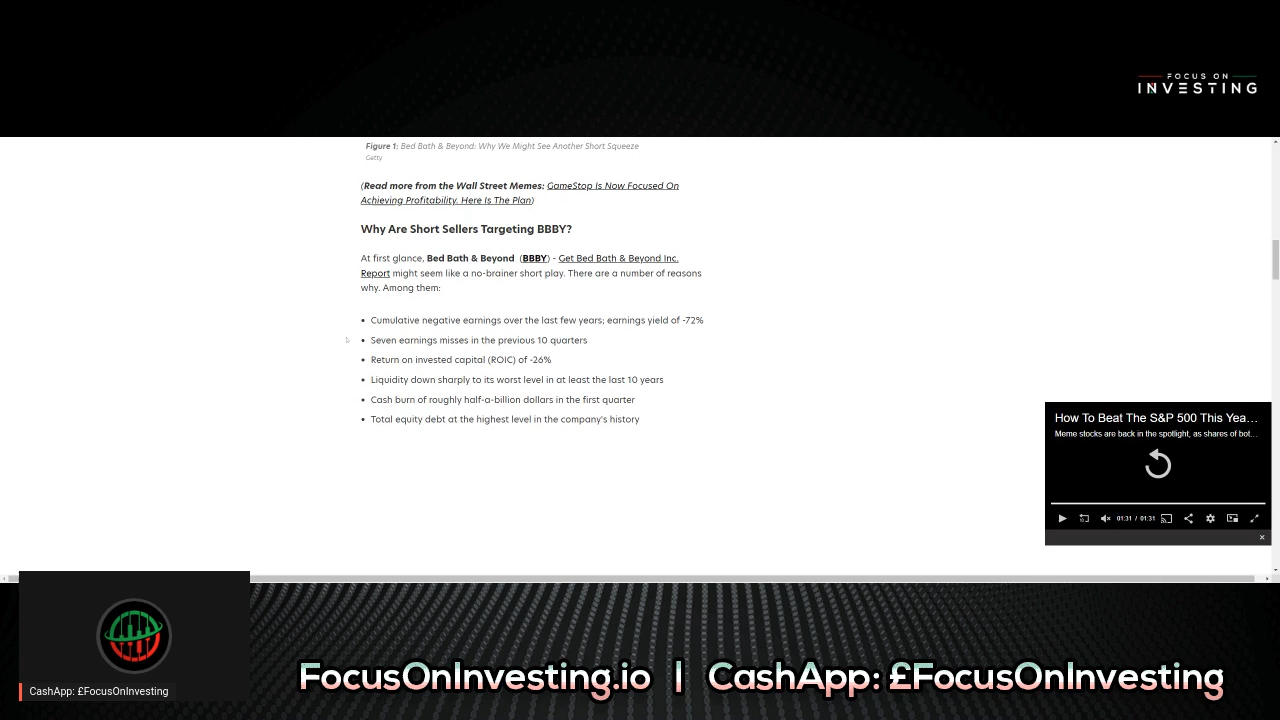 FOCUS ON
INVESTING
Figure 1: Bed Bath & Beyond: Why We Might See Another Short Squeeze
Getty
(Read more from the Wall Street Memes: GameStop Is Now Focused On
Achieving Profitability. Here Is The Plan)
Why Are Short Sellers Targeting BBBY?
At first glance, Bed Bath & Beyond (BBBY) - Get Bed Bath & Beyond Inc.
Report might seem like a no-brainer short play. There are a number of reasons
why. Among them:
• Cumulative negative earnings over the last few years; earnings yield of -72%
• Seven earnings misses in the previous 10 quarters
• Return on invested capital (ROIC) of -26%
• Liquidity down sharply to its worst level in at least the last 10 years
• Cash burn of roughly half-a-billion dollars in the first quarter
• Total equity debt at the highest level in the company's history
How To Beat The S&P 500 This Yea...
Meme stocks are back in the spotlight, as shares of bot...
01:31 / 01:31
CashApp: £FocusOnInvesting
FocusOnInvesting.io | CashApp: £FocusOnInvesting